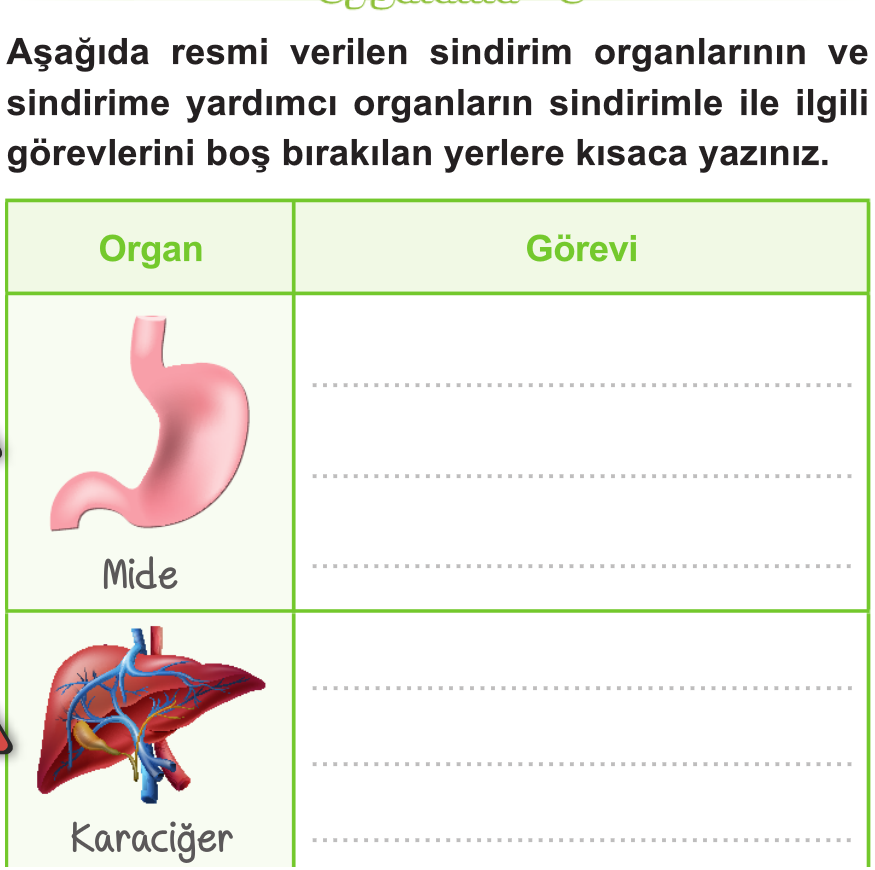 Aşağıda resmi verilen sindirim organlarının ve
sindirime yardımcı organların sindirimle ile ilgili
görevlerini boş bırakılan yerlere kısaca yazınız.
Organ
Görevi
Mide
Karaciğer